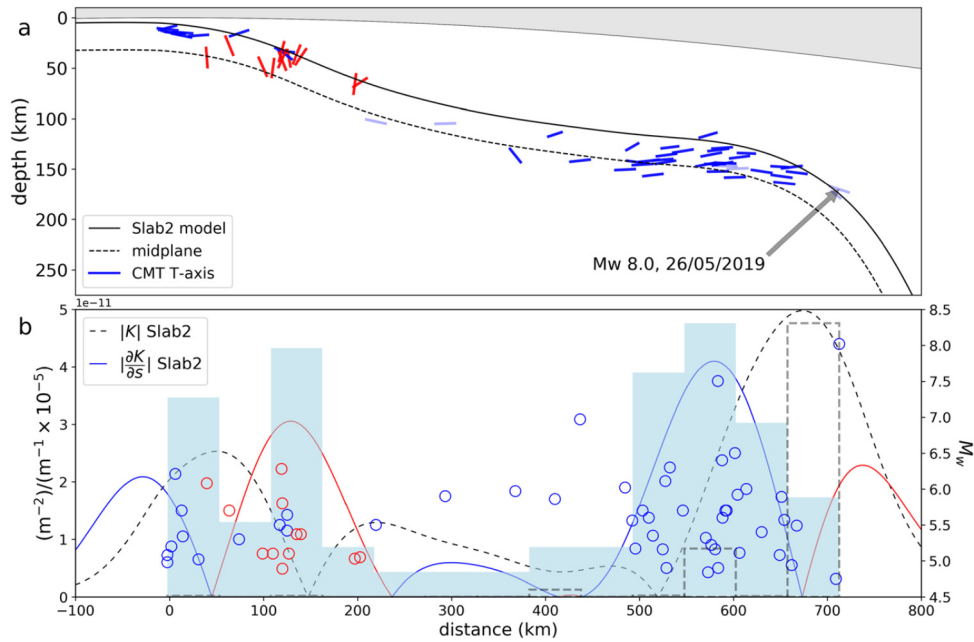 a
0
50
100
150
200
250
depth (km)
Slab2 model
midplane
CMT T-axis
Mw 8.0, 26/05/2019
1e−11
b
5
4
3
2
1
0
(m⁻²)/(m⁻¹ × 10⁻⁵)
|K| Slab2
|∂K/∂s| Slab2
8.5
8.0
7.5
7.0
6.5
6.0
5.5
5.0
4.5
M_w
−100 0 100 200 300 400 500 600 700 800
distance (km)